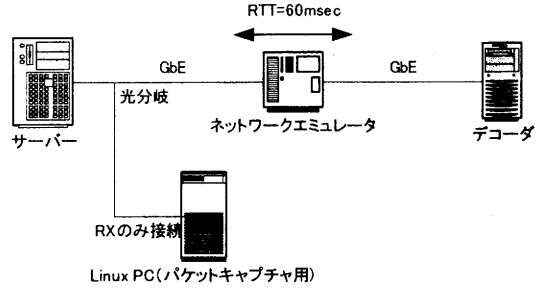 RTT=60msec
GbE
GbE
光分岐
サーバー
ネットワークエミュレータ
デコーダ
RXのみ接続
Linux PC(パケットキャプチャ用)